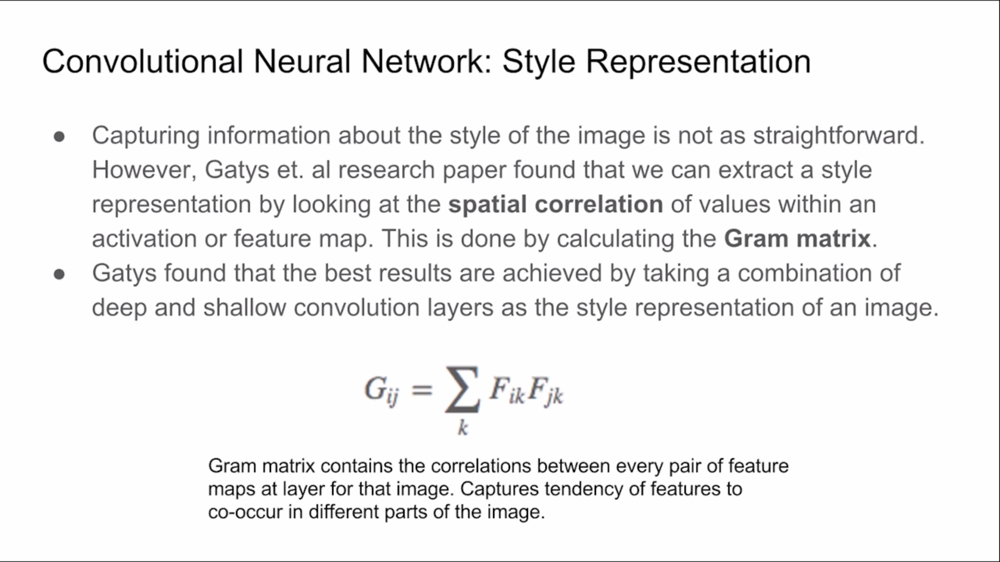 Convolutional Neural Network: Style Representation
● Capturing information about the style of the image is not as straightforward.
However, Gatys et. al research paper found that we can extract a style
representation by looking at the spatial correlation of values within an
activation or feature map. This is done by calculating the Gram matrix.
● Gatys found that the best results are achieved by taking a combination of
deep and shallow convolution layers as the style representation of an image.
G_{ij} = \sum_{k} F_{ik} F_{jk}
Gram matrix contains the correlations between every pair of feature
maps at layer for that image. Captures tendency of features to
co-occur in different parts of the image.